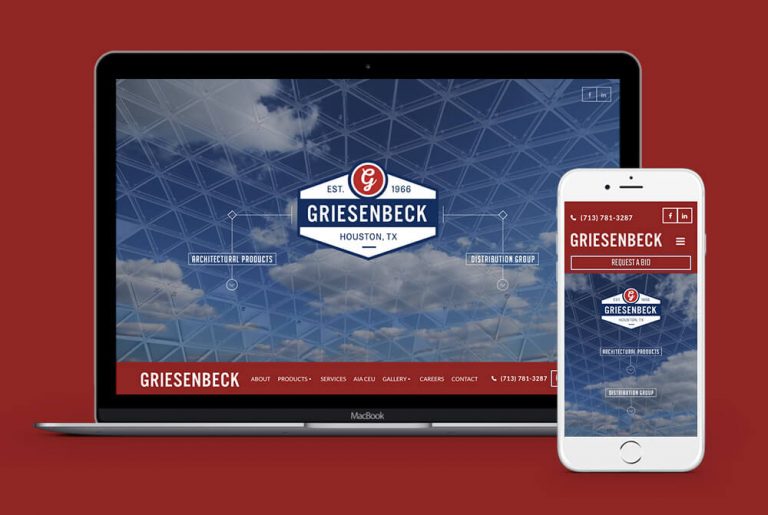 f in
G
EST. 1966
GRIESENBECK
HOUSTON, TX
ARCHITECTURAL PRODUCTS DISTRIBUTION GROUP
GRIESENBECK ABOUT PRODUCTS SERVICES AIA CEU GALLERY CAREERS CONTACT (713) 781-3287
MacBook
(713) 781-3287 f in
GRIESENBECK
REQUEST A BID
G
EST. 1966
GRIESENBECK
HOUSTON, TX
ARCHITECTURAL PRODUCTS
DISTRIBUTION GROUP